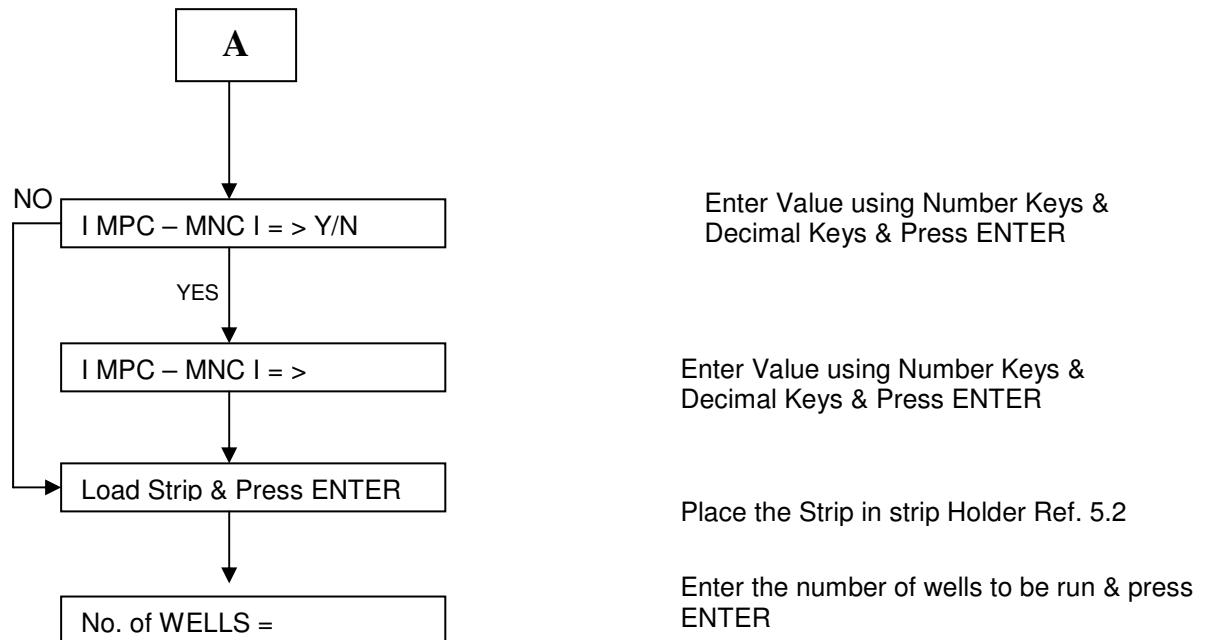 A
NO
I MPC – MNC I = > Y/N
Enter Value using Number Keys &
Decimal Keys & Press ENTER
YES
I MPC – MNC I = >
Enter Value using Number Keys &
Decimal Keys & Press ENTER
Load Strip & Press ENTER
Place the Strip in strip Holder Ref. 5.2
No. of WELLS =
Enter the number of wells to be run & press
ENTER